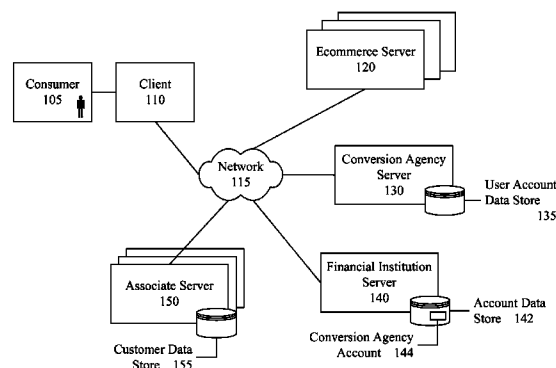 Ecommerce Server
120
Consumer
105
Client
110
Network
115
Conversion Agency
Server
130
User Account
Data Store
135
Associate Server
150
Financial Institution
Server
140
Account Data
Store 142
Customer Data
Store 155
Conversion Agency
Account 144